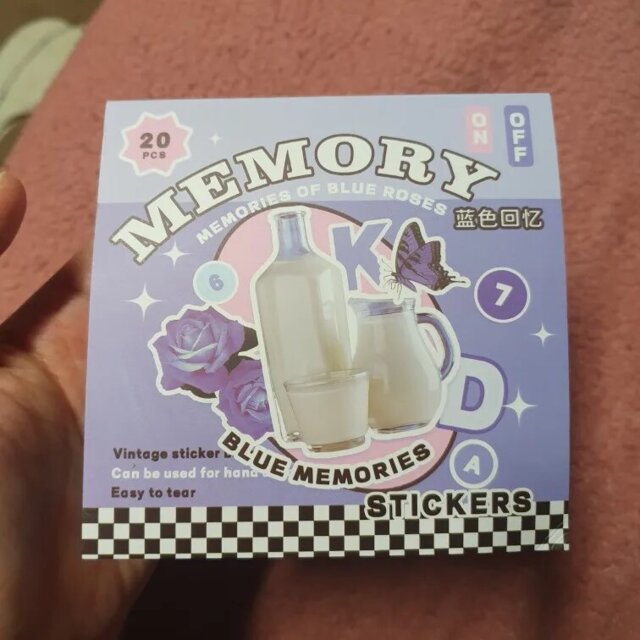 20
PCS
ON
OFF
MEMORY
MEMORIES OF BLUE ROSES
蓝色回忆
K
6
7
D
Vintage sticker
Can be used for hand
Easy to tear
BLUE MEMORIES
A
STICKERS